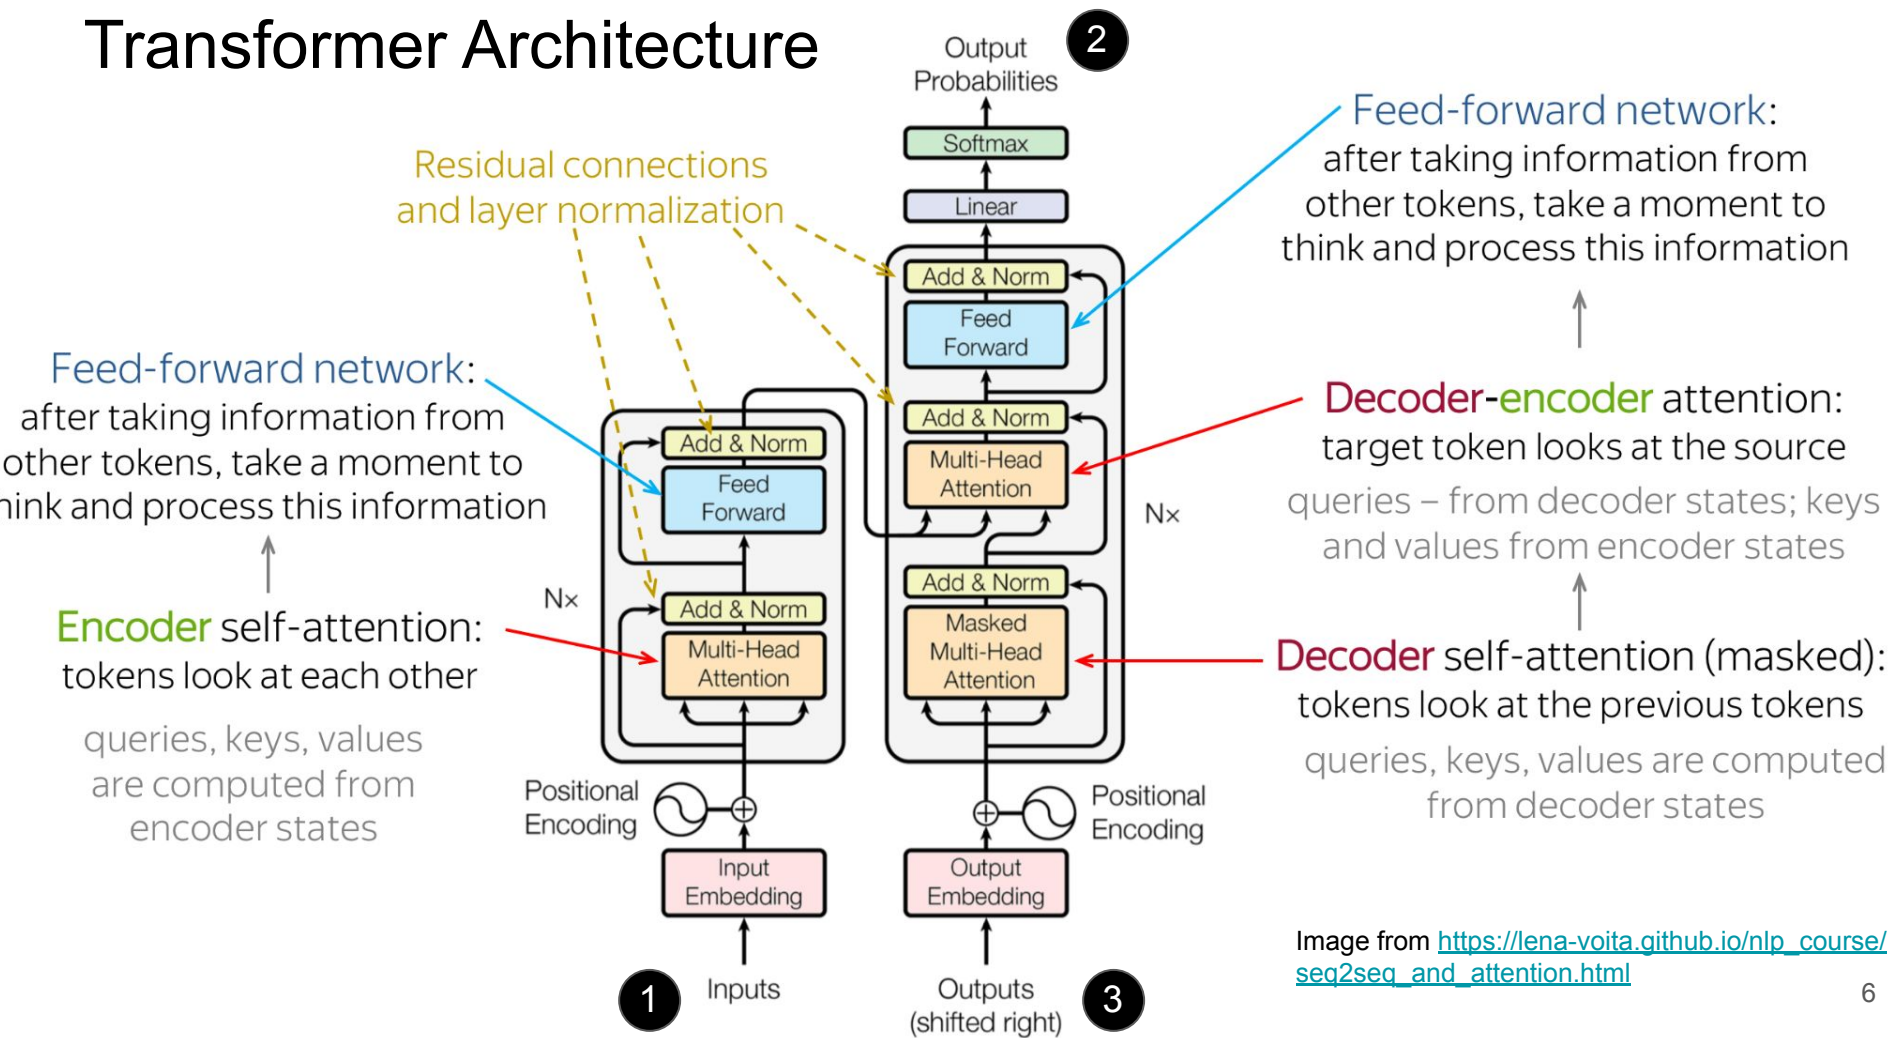 Transformer Architecture
Output
Probabilities
2
Softmax
Linear
Add & Norm
Feed
Forward
Add & Norm
Multi-Head
Attention
Nx
Add & Norm
Masked
Multi-Head
Attention
Positional
Encoding
Output
Embedding
Outputs
(shifted right)
3
Residual connections
and layer normalization
Feed-forward network:
after taking information from
other tokens, take a moment to
hink and process this information
Encoder self-attention:
tokens look at each other
queries, keys, values
are computed from
encoder states
Add & Norm
Feed
Forward
Nx
Add & Norm
Multi-Head
Attention
Positional
Encoding
Input
Embedding
1
Inputs
Feed-forward network:
after taking information from
other tokens, take a moment to
think and process this information
Decoder-encoder attention:
target token looks at the source
queries – from decoder states; keys
and values from encoder states
Decoder self-attention (masked):
tokens look at the previous tokens
queries, keys, values are computed
from decoder states
Image from https://lena-voita.github.io/nlp_course/
seq2seq_and_attention.html
6